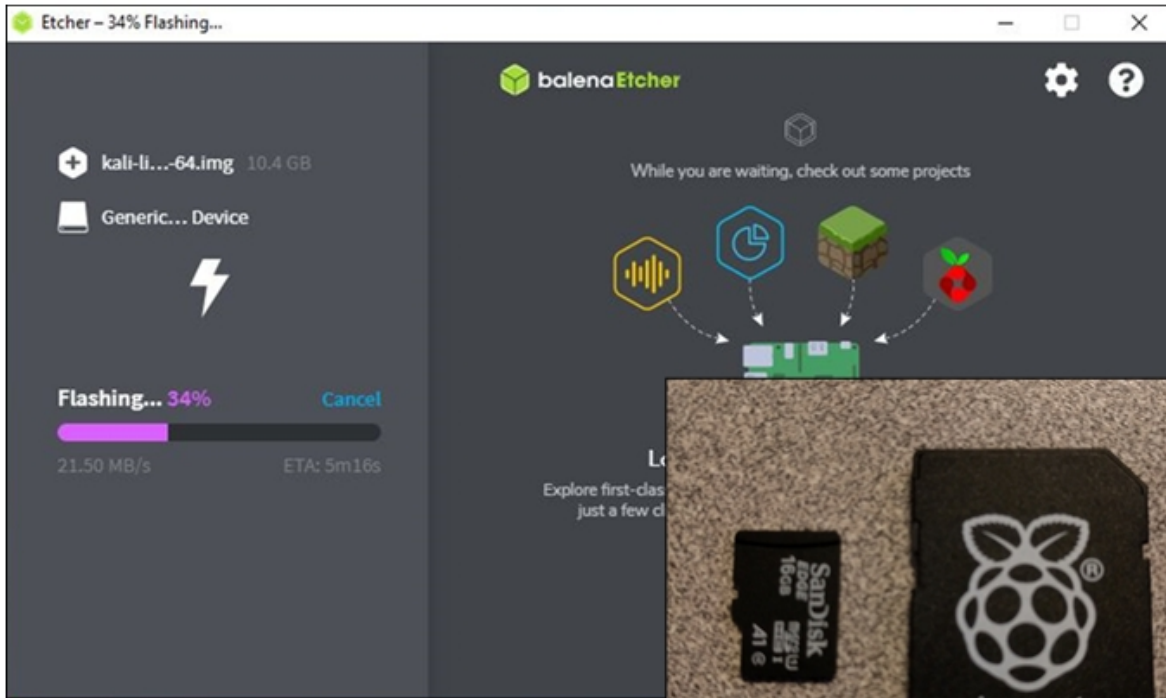 Etcher – 34% Flashing...
balenaEtcher
kali-li...-64.img 10.4 GB
While you are waiting, check out some projects
Generic... Device
Flashing... 34% Cancel
21.50 MB/s ETA: 5m16s
Explore first-clas
just a few cl
SanDisk
EDGE
16GB
A1
®